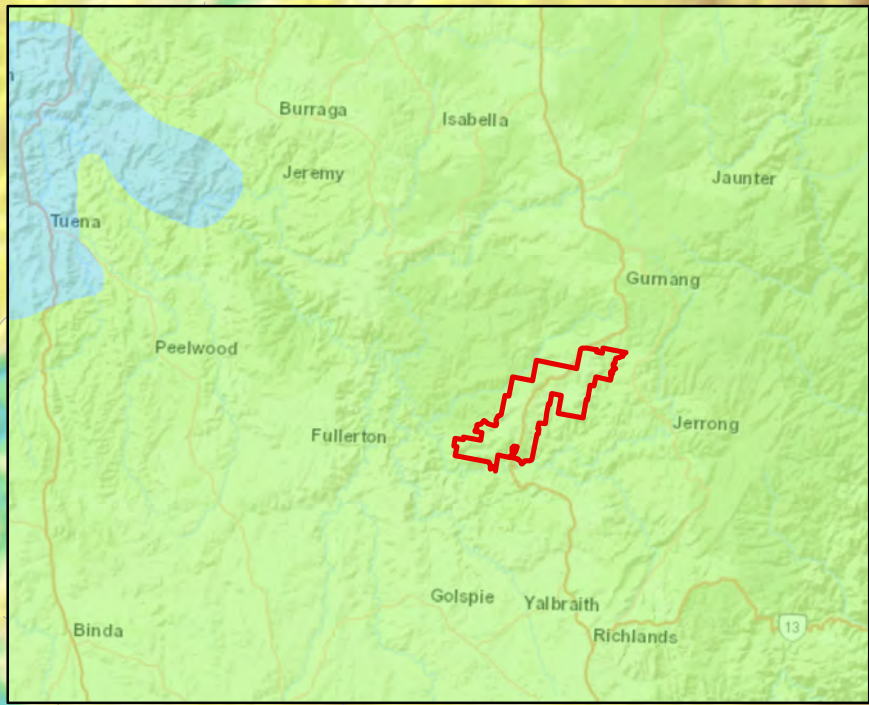 Burraga
Isabella
Jeremy
Jaunter
Tuena
Gurnang
Peelwood
Jerrong
Fullerton
Golspie
Yalbraith
Binda
Richlands
13